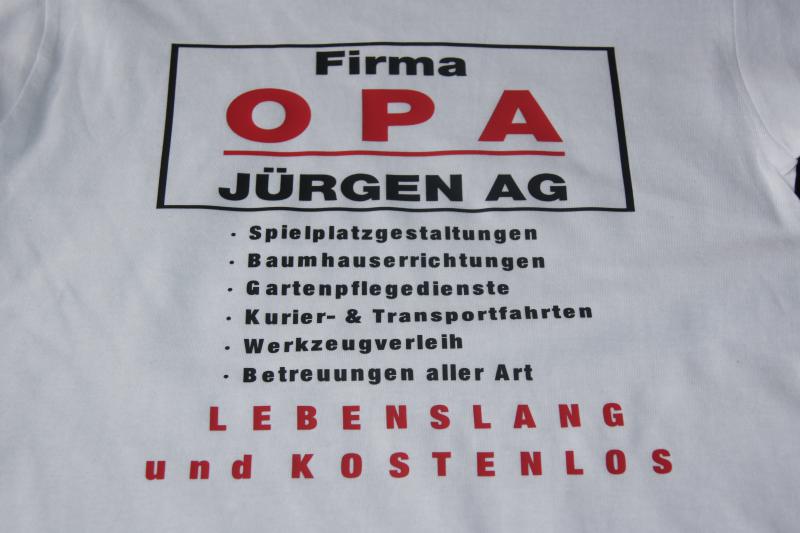 Firma
OPA
JÜRGEN AG
· Spielplatzgestaltungen
· Baumhauserrichtungen
· Gartenpflegedienste
· Kurier- & Transportfahrten
· Werkzeugverleih
· Betreuungen aller Art
LEBENSLANG
und KOSTENLOS